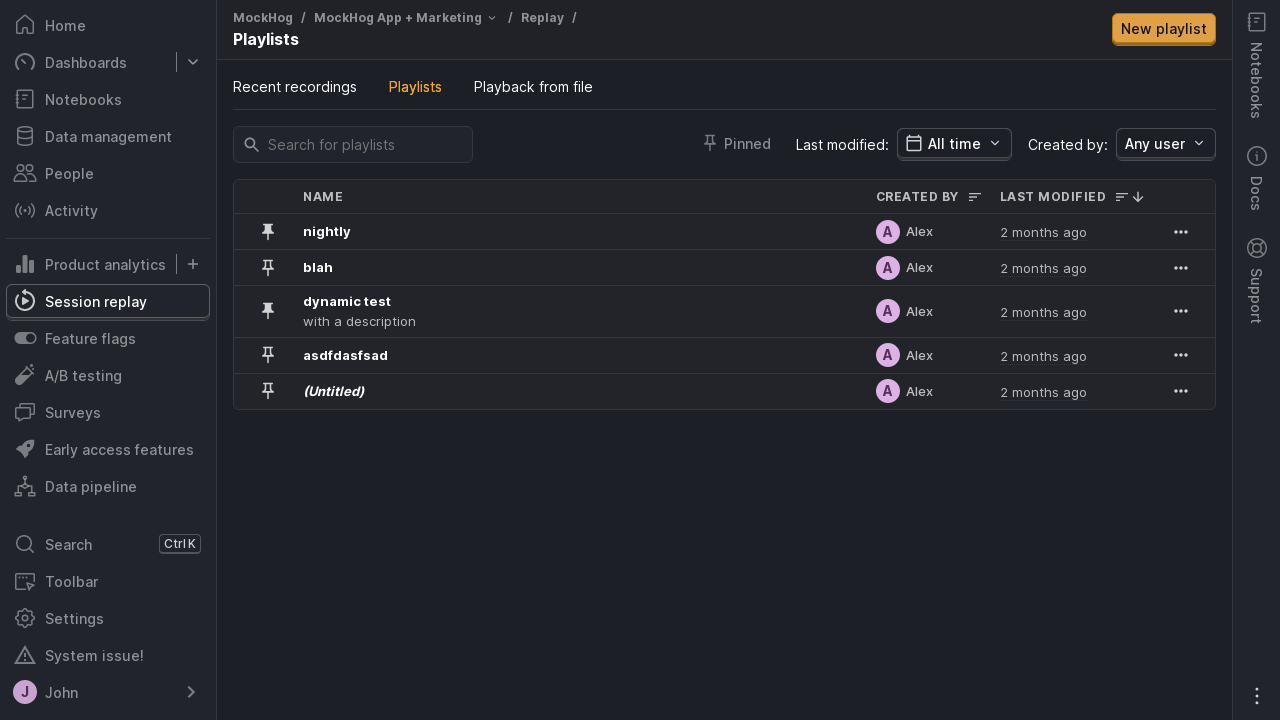 Home
Dashboards
Notebooks
Data management
People
Activity
Product analytics
Session replay
Feature flags
A/B testing
Surveys
Early access features
Data pipeline
Search Ctrl K
Toolbar
Settings
System issue!
J John
MockHog / MockHog App + Marketing / Replay /
Playlists
New playlist
Recent recordings Playlists Playback from file
Search for playlists Pinned Last modified: All time Created by: Any user
NAME CREATED BY LAST MODIFIED
nightly A Alex 2 months ago
blah A Alex 2 months ago
dynamic test A Alex 2 months ago
with a description
asdfdasfsad A Alex 2 months ago
(Untitled) A Alex 2 months ago
Notebooks
Docs
Support